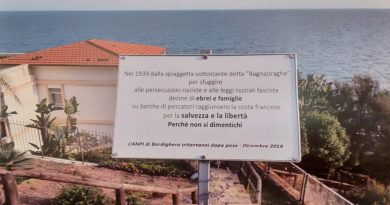 Nel 1939 dalla spiaggetta sottostante detta "Bagnabraghe"
per sfuggire
alle persecuzioni naziste e alle leggi razziali fasciste
decine di ebrei e famiglie
su barche di pescatori raggiunsero la costa francese
per la salvezza e la libertà
Perché non si dimentichi
L'ANPI di Bordighera ottantanni dopo pose - Dicembre 2019